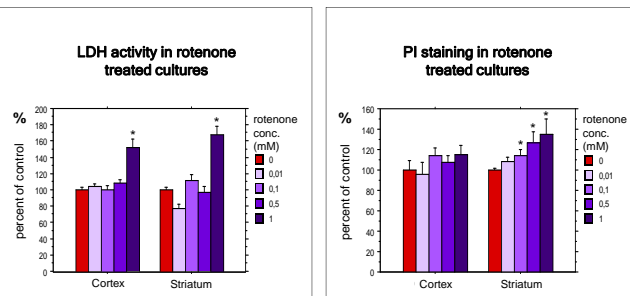 LDH activity in rotenone
treated cultures
%
percent of control
200
180
160
140
120
100
80
60
40
20
0
*
*
Cortex
Striatum
rotenone
conc.
(mM)
0
0,01
0,1
0,5
1
PI staining in rotenone
treated cultures
%
percent of control
160
140
120
100
80
60
40
20
0
*
*
*
Cortex
Striatum
rotenone
conc.
(mM)
0
0,01
0,1
0,5
1